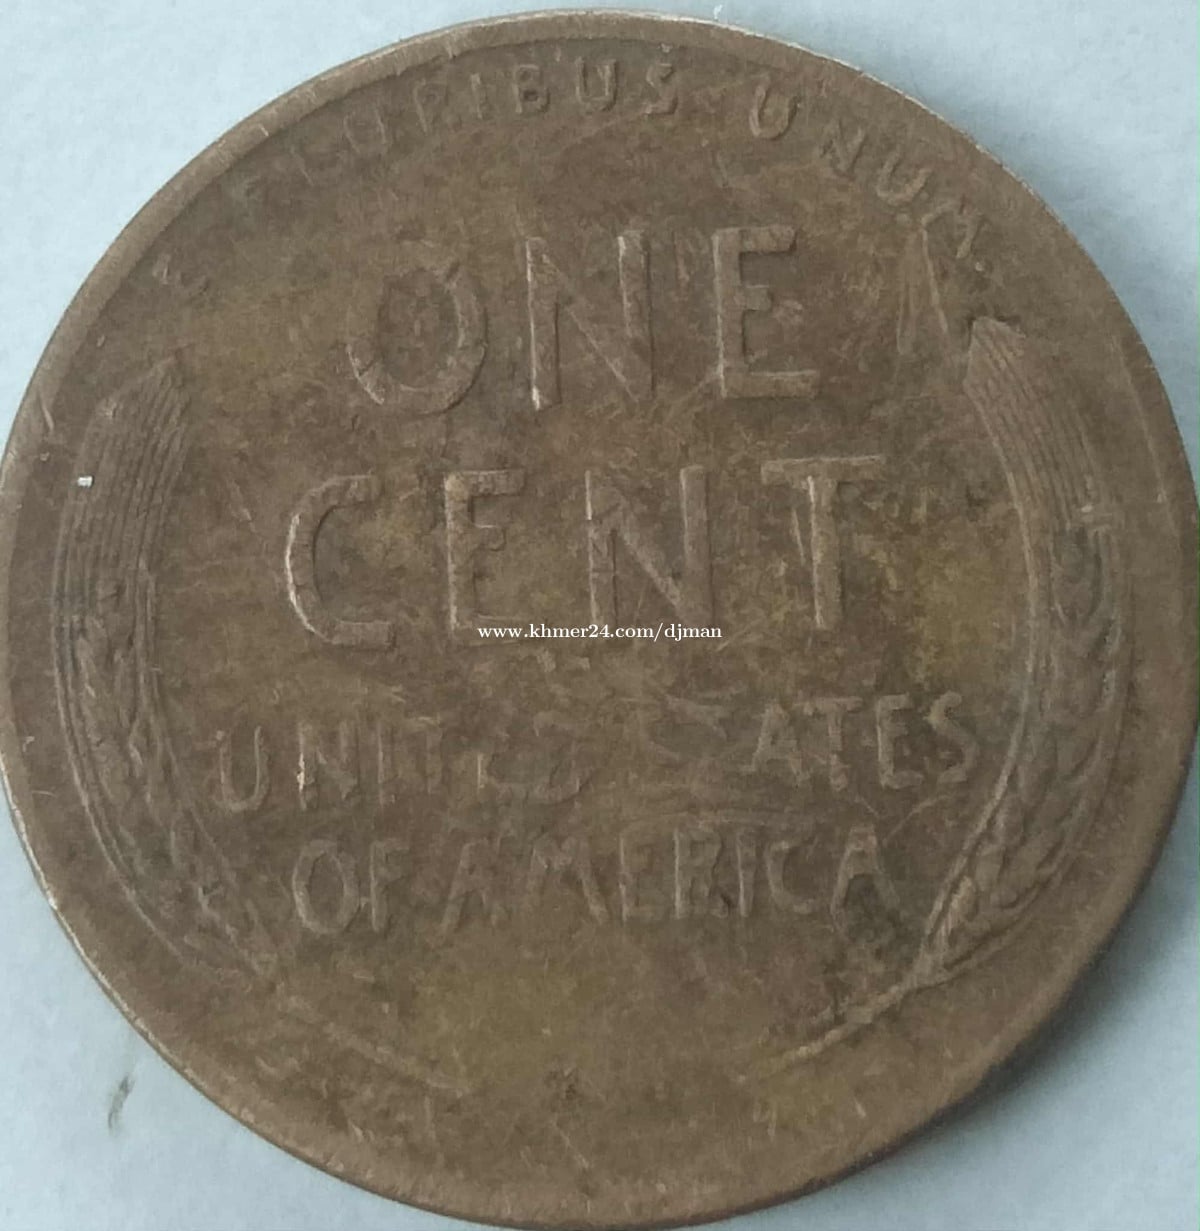 E PLURIBUS UNUM
ONE
CENT
www.khmer24.com/djman
UNITED STATES
OF AMERICA